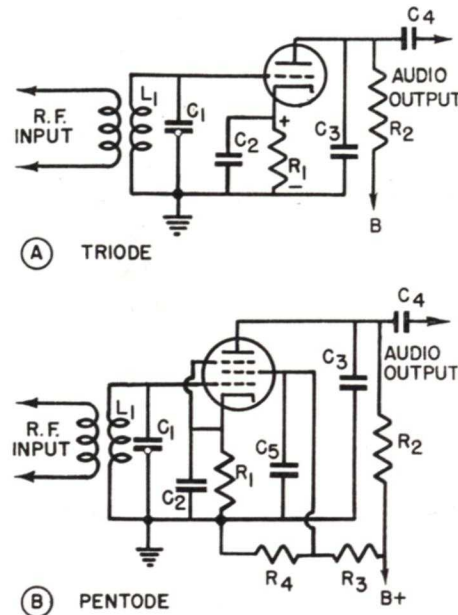 C4
R.F.
INPUT
L1
C1
C2
+
R1
–
C3
AUDIO
OUTPUT
R2
B
A TRIODE
C4
R.F.
INPUT
L1
C1
C2
R1
C5
C3
AUDIO
OUTPUT
R2
R4
R3
B+
B PENTODE